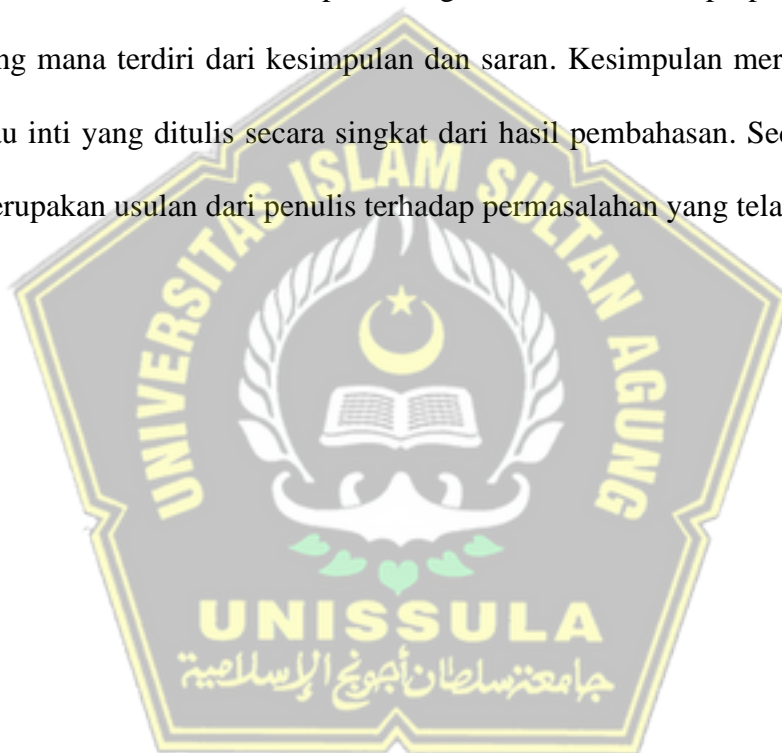 ng mana terdiri dari kesimpulan dan saran. Kesimpulan mer
u inti yang ditulis secara singkat dari hasil pembahasan. Sed
erupakan usulan dari penulis terhadap permasalahan yang tela
UNIVERSITAS ISLAM SULTAN AGUNG
UNISSULA
جامعة سلطان أجونج الإسلامية